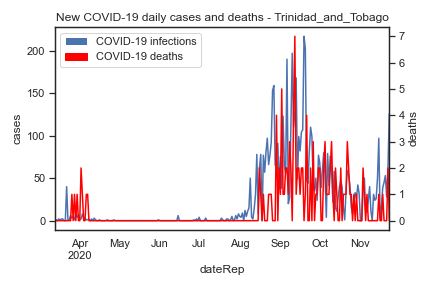 New COVID-19 daily cases and deaths - Trinidad_and_Tobago
COVID-19 infections
COVID-19 deaths
200
150
100
50
0
cases
7
6
5
4
3
2
1
0
deaths
Apr May Jun Jul Aug Sep Oct Nov
2020
dateRep